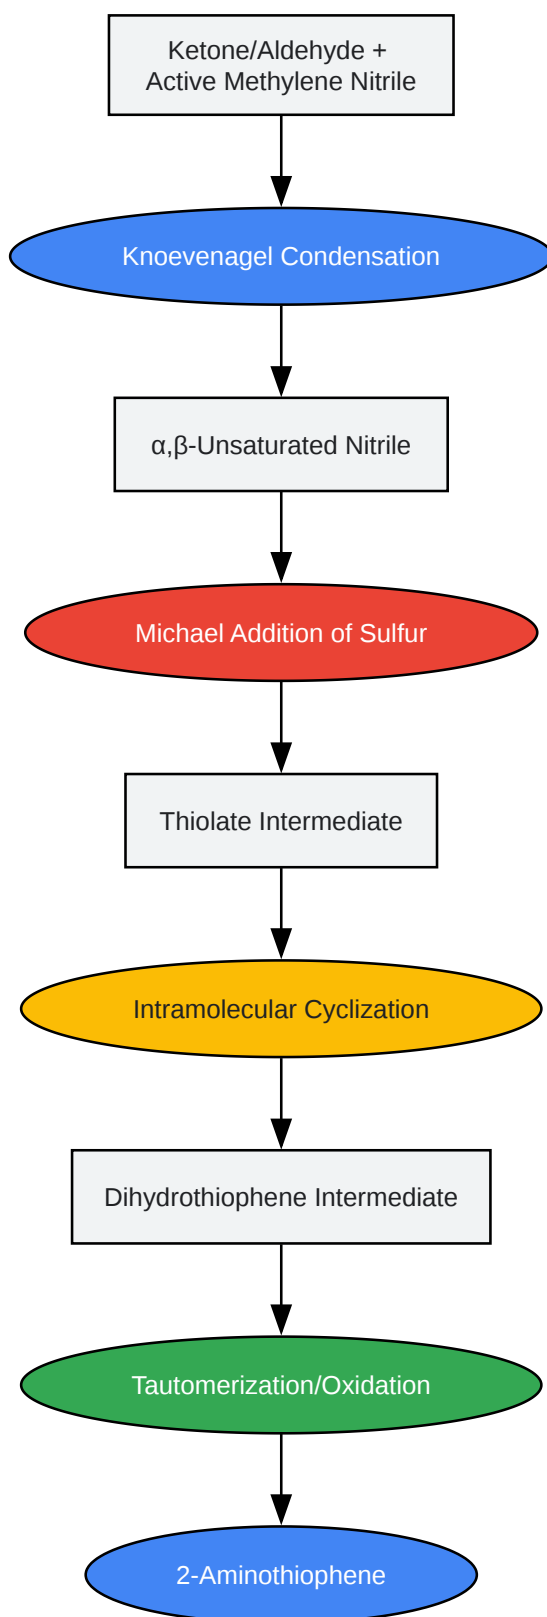 Ketone/Aldehyde +
Active Methylene Nitrile
Knoevenagel Condensation
α,β-Unsaturated Nitrile
Michael Addition of Sulfur
Thiolate Intermediate
Intramolecular Cyclization
Dihydrothiophene Intermediate
Tautomerization/Oxidation
2-Aminothiophene